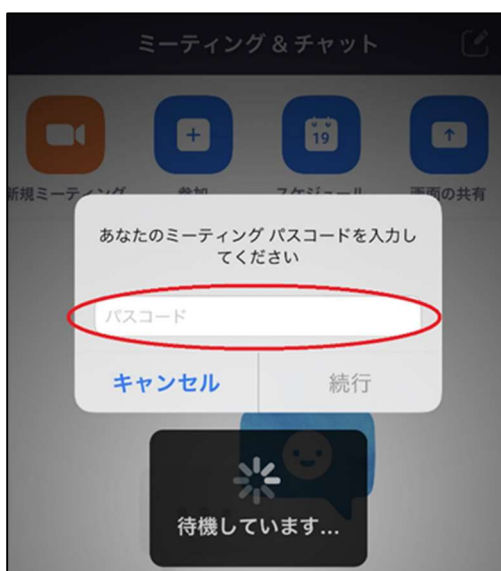 ミーティング & チャット
19
新規ミーティング
参加
スケジュール
画面の共有
あなたのミーティング パスコードを入力し
てください
パスコード
キャンセル
続行
待機しています...